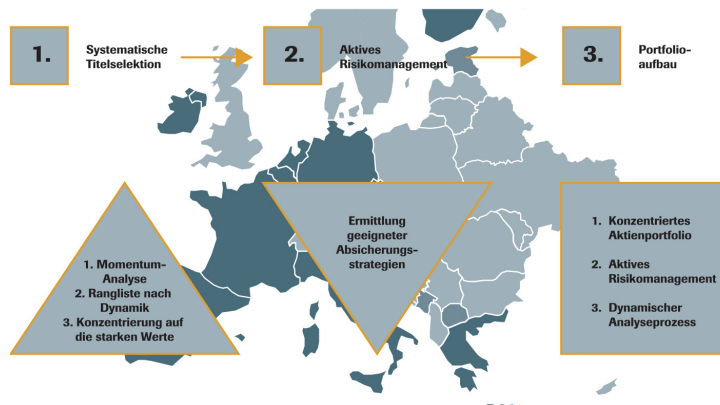 1.
Systematische
Titelselektion
2.
Aktives
Risikomanagement
3.
Portfolio-
aufbau
1. Momentum-
Analyse
2. Rangliste nach
Dynamik
3. Konzentrierung auf
die starken Werte
Ermittlung
geeigneter
Absicherungs-
strategien
1. Konzentriertes
Aktienportfolio
2. Aktives
Risikomanagement
3. Dynamischer
Analyseprozess